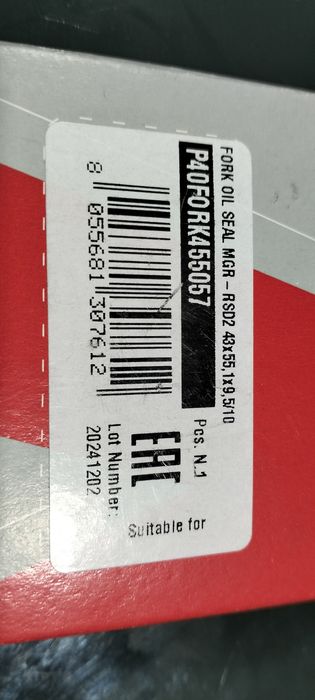 FORK OIL SEAL MGR - RSD2 43x55,1x9,5/10
P40FORK455057
Pcs. N.1
8 055681 307612
EAC
Lot Number:
20241202
Suitable for